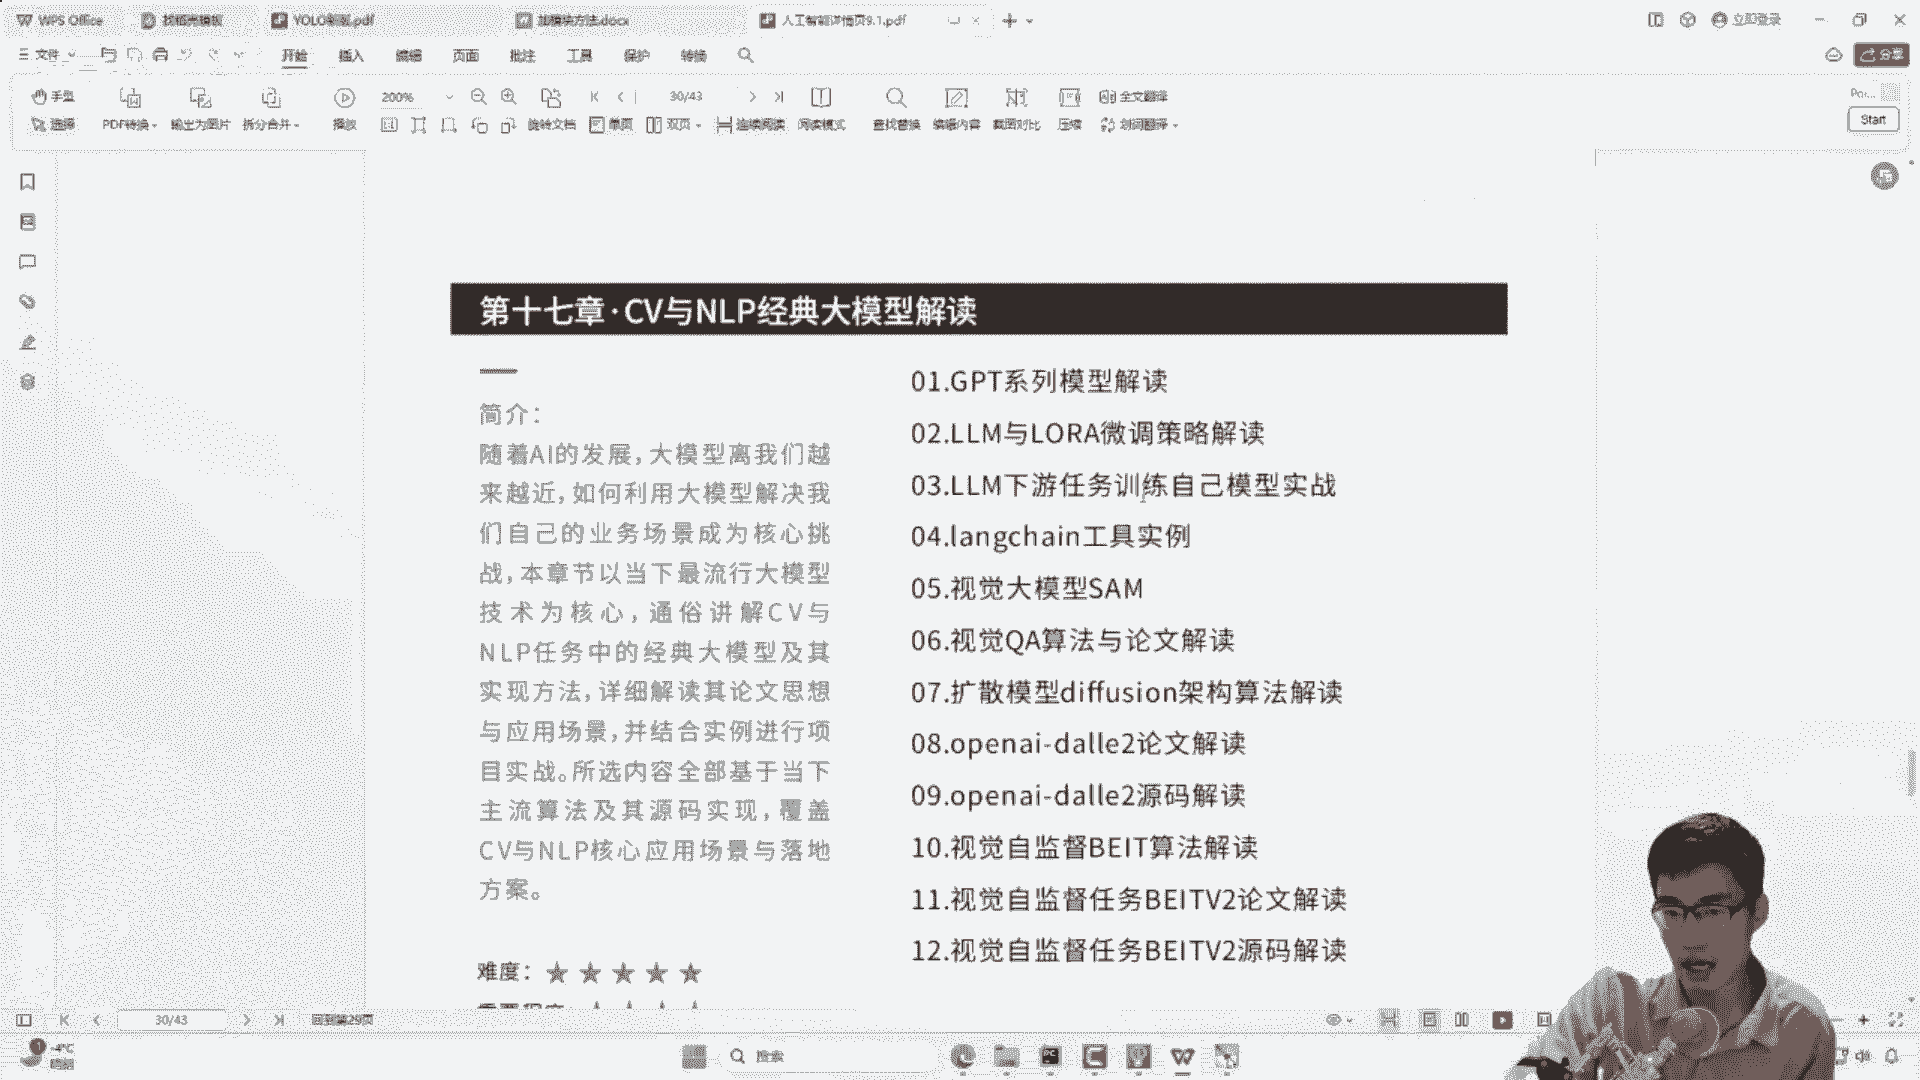 WPS Office
找稻壳模板
人工智能详情页9.1.pdf
立即登录
文件
开始
插入
编辑
页面
批注
工具
保护
转换
分享
手型
200%
30/43
全文翻译
选择
PDF转换
输出为图片
拆分合并
播放
旋转文档
单页
双页
连续阅读
阅读模式
查找替换
编辑内容
截图对比
压缩
划词翻译
Start
第十七章·CV与NLP经典大模型解读
简介：
随着AI的发展,大模型离我们越
来越近,如何利用大模型解决我
们自己的业务场景成为核心挑
战,本章节以当下最流行大模型
技术为核心,通俗讲解CV与
NLP任务中的经典大模型及其
实现方法,详细解读其论文思想
与应用场景,并结合实例进行项
目实战。所选内容全部基于当下
主流算法及其源码实现,覆盖
CV与NLP核心应用场景与落地
方案。
难度：★★★★★
01.GPT系列模型解读
02.LLM与LORA微调策略解读
03.LLM下游任务训练自己模型实战
04.langchain工具实例
05.视觉大模型SAM
06.视觉QA算法与论文解读
07.扩散模型diffusion架构算法解读
08.openai-dalle2论文解读
09.openai-dalle2源码解读
10.视觉自监督BEIT算法解读
11.视觉自监督任务BEITV2论文解读
12.视觉自监督任务BEITV2源码解读
30/43
回到第29页
-4°C
搜索